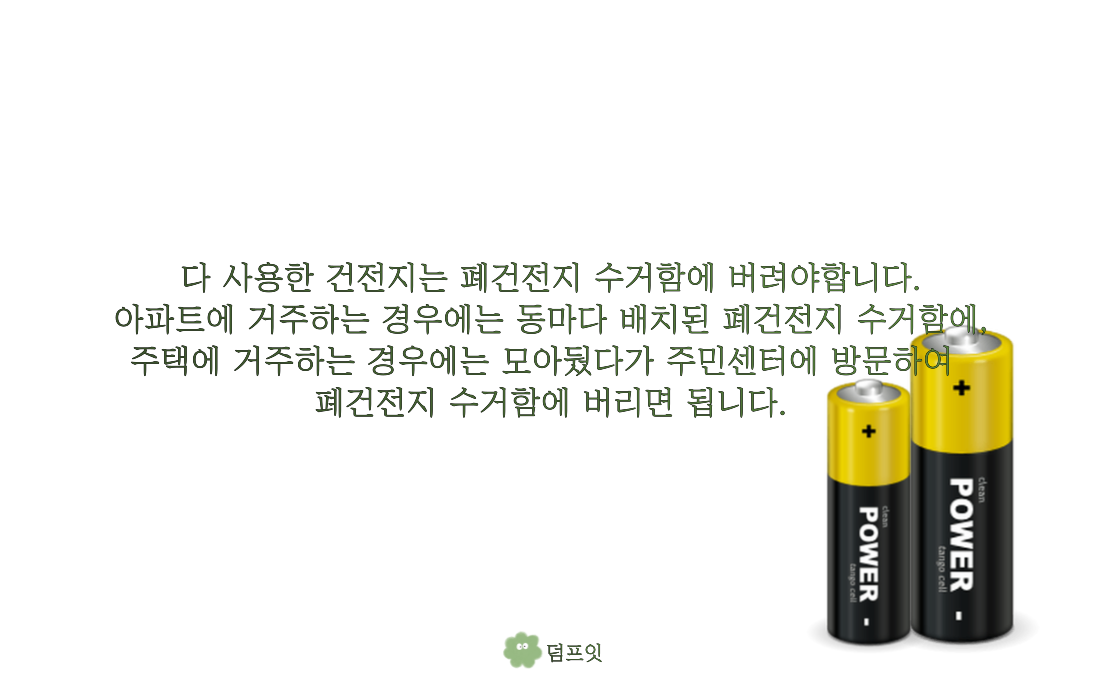 다 사용한 건전지는 폐건전지 수거함에 버려야합니다.
아파트에 거주하는 경우에는 동마다 배치된 폐건전지 수거함에,
주택에 거주하는 경우에는 모아뒀다가 주민센터에 방문하여
폐건전지 수거함에 버리면 됩니다.
clean
POWER
tango cell
clean
POWER
tango cell
덤프잇